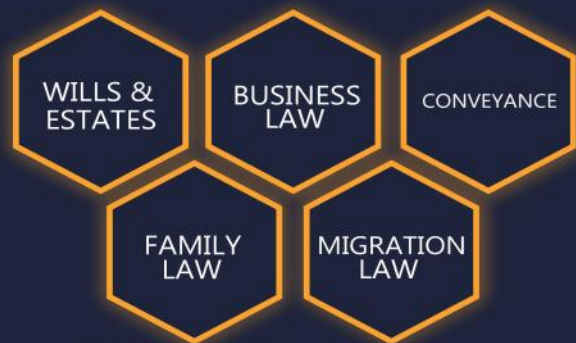 WILLS &
ESTATES
BUSINESS
LAW
CONVEYANCE
FAMILY
LAW
MIGRATION
LAW